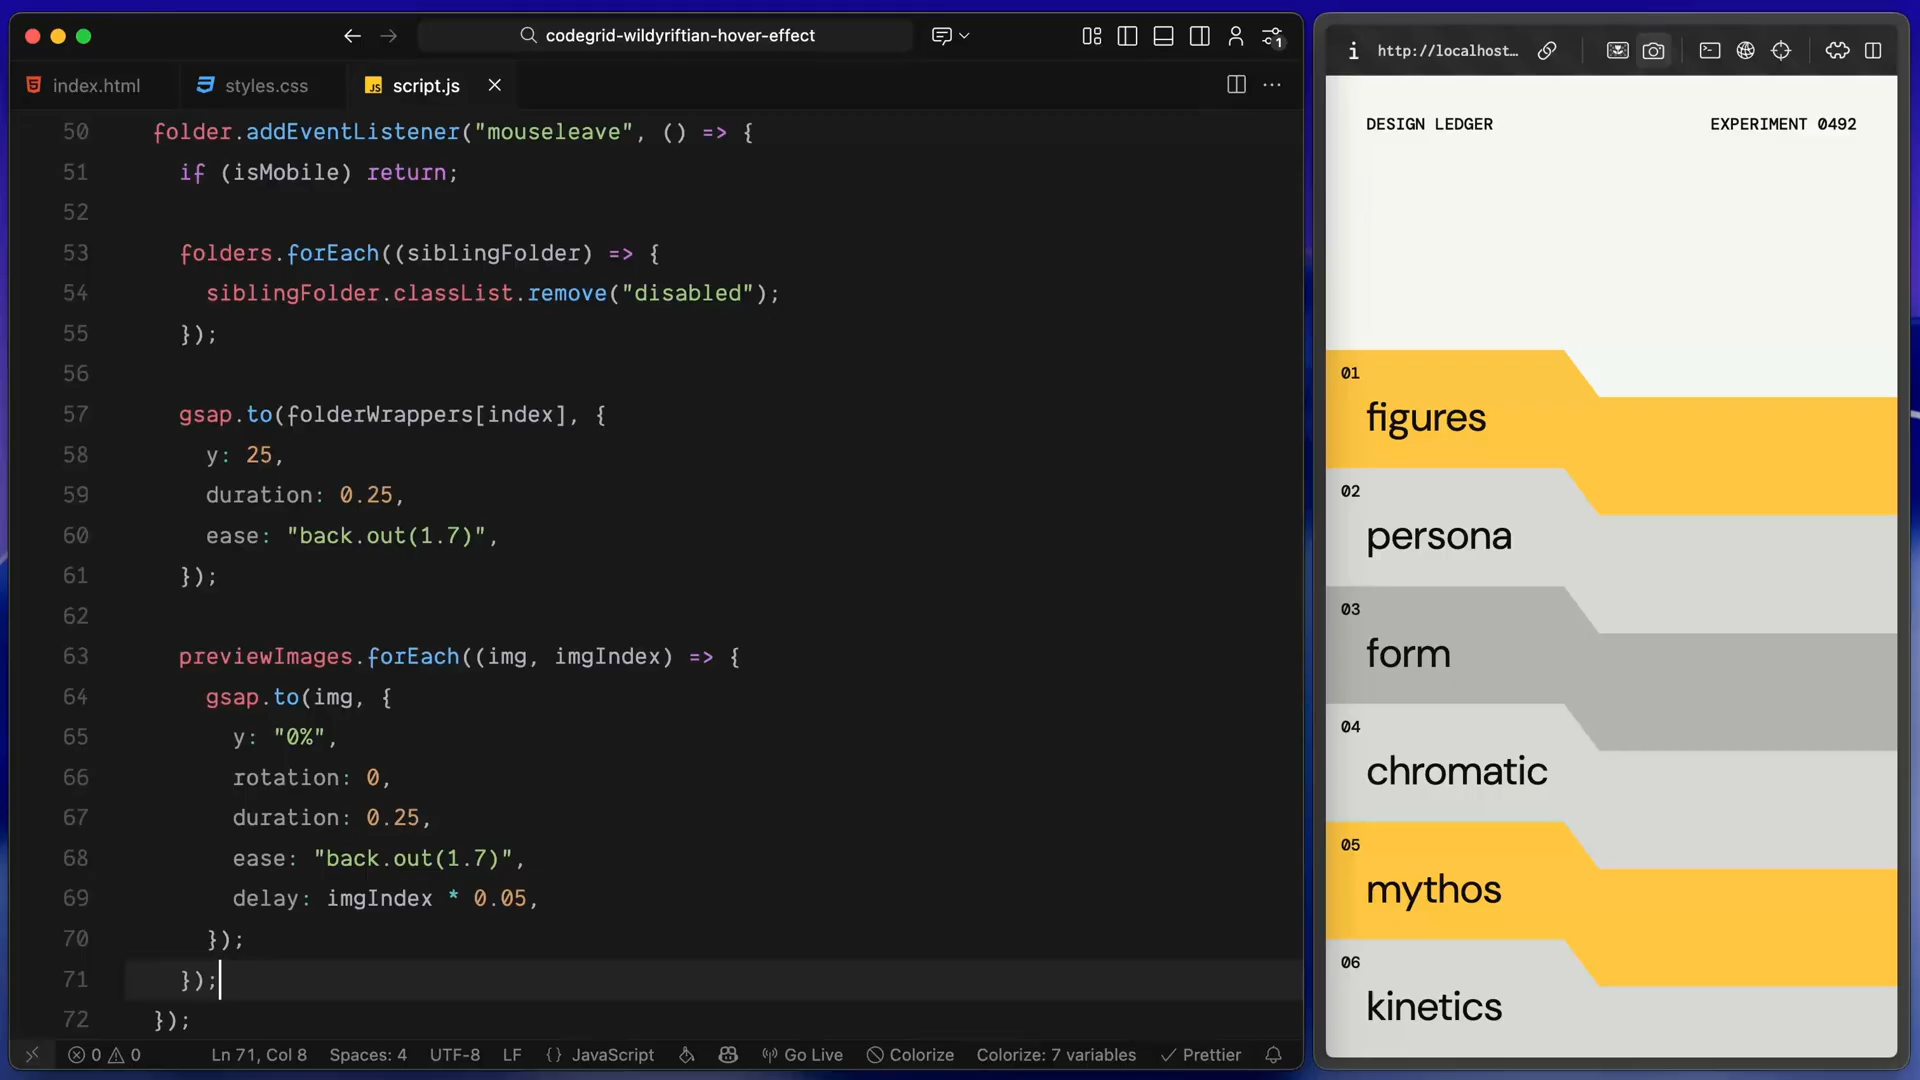 codegrid-wildyriftian-hover-effect
1
index.html
styles.css
JS script.js
50 folder.addEventListener("mouseleave", () => {
51 if (isMobile) return;
52
53 folders.forEach((siblingFolder) => {
54 siblingFolder.classList.remove("disabled");
55 });
56
57 gsap.to(folderWrappers[index], {
58 y: 25,
59 duration: 0.25,
60 ease: "back.out(1.7)",
61 });
62
63 previewImages.forEach((img, imgIndex) => {
64 gsap.to(img, {
65 y: "0%",
66 rotation: 0,
67 duration: 0.25,
68 ease: "back.out(1.7)",
69 delay: imgIndex * 0.05,
70 });
71 });
72 });
0 0 Ln 71, Col 8 Spaces: 4 UTF-8 LF {} JavaScript Go Live Colorize Colorize: 7 variables Prettier
http://localhost...
DESIGN LEDGER
EXPERIMENT 0492
01
figures
02
persona
03
form
04
chromatic
05
mythos
06
kinetics